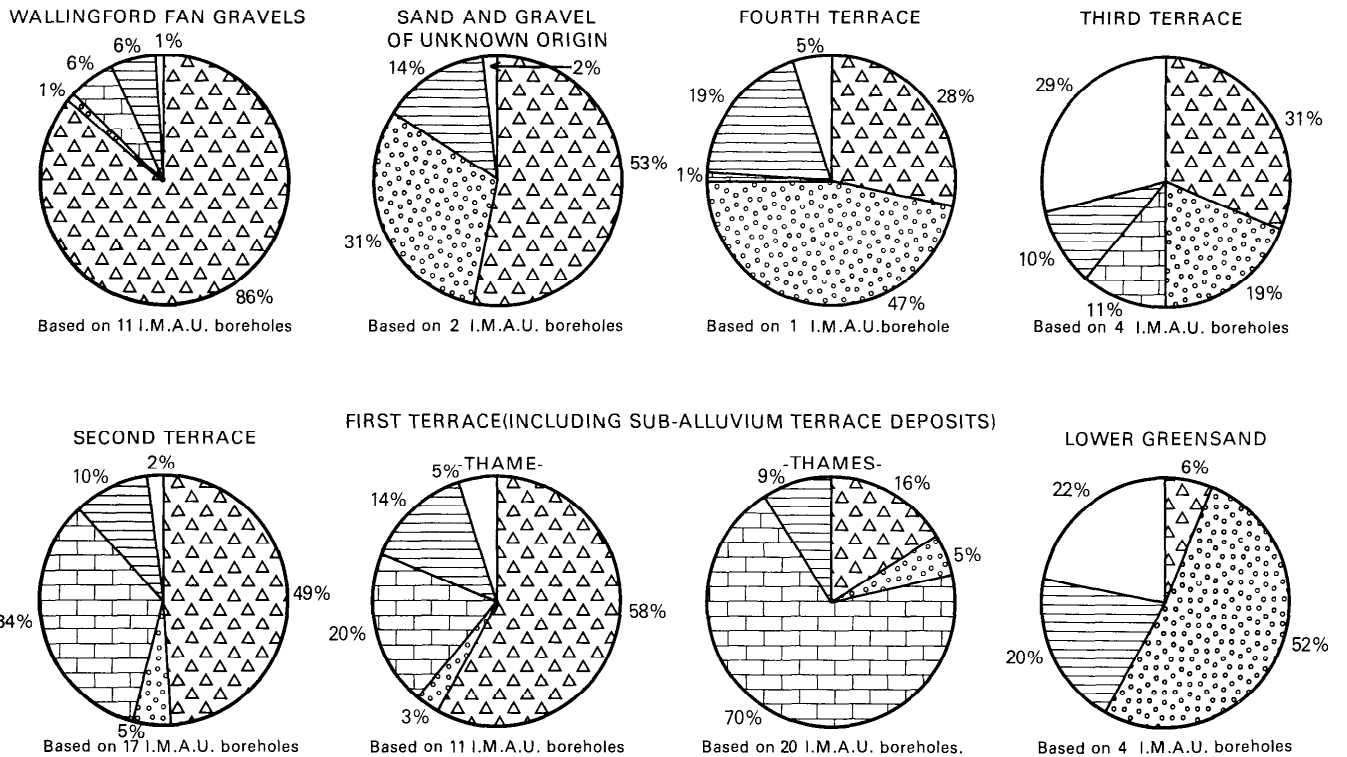 WALLINGFORD FAN GRAVELS
6% 1%
6%
1%
86%
Based on 11 I.M.A.U. boreholes
SAND AND GRAVEL
OF UNKNOWN ORIGIN
14%
2%
53%
31%
Based on 2 I.M.A.U. boreholes
FOURTH TERRACE
5%
19%
28%
1%
47%
Based on 1 I.M.A.U.borehole
THIRD TERRACE
29%
31%
10%
19%
11%
Based on 4 I.M.A.U. boreholes
SECOND TERRACE
2%
10%
49%
34%
5%
Based on 17 I.M.A.U. boreholes
FIRST TERRACE(INCLUDING SUB-ALLUVIUM TERRACE DEPOSITS)
-THAME-
5%
14%
58%
20%
3%
Based on 11 I.M.A.U. boreholes
-THAMES-
9%
16%
5%
70%
Based on 20 I.M.A.U. boreholes.
LOWER GREENSAND
6%
22%
52%
20%
Based on 4 I.M.A.U. boreholes